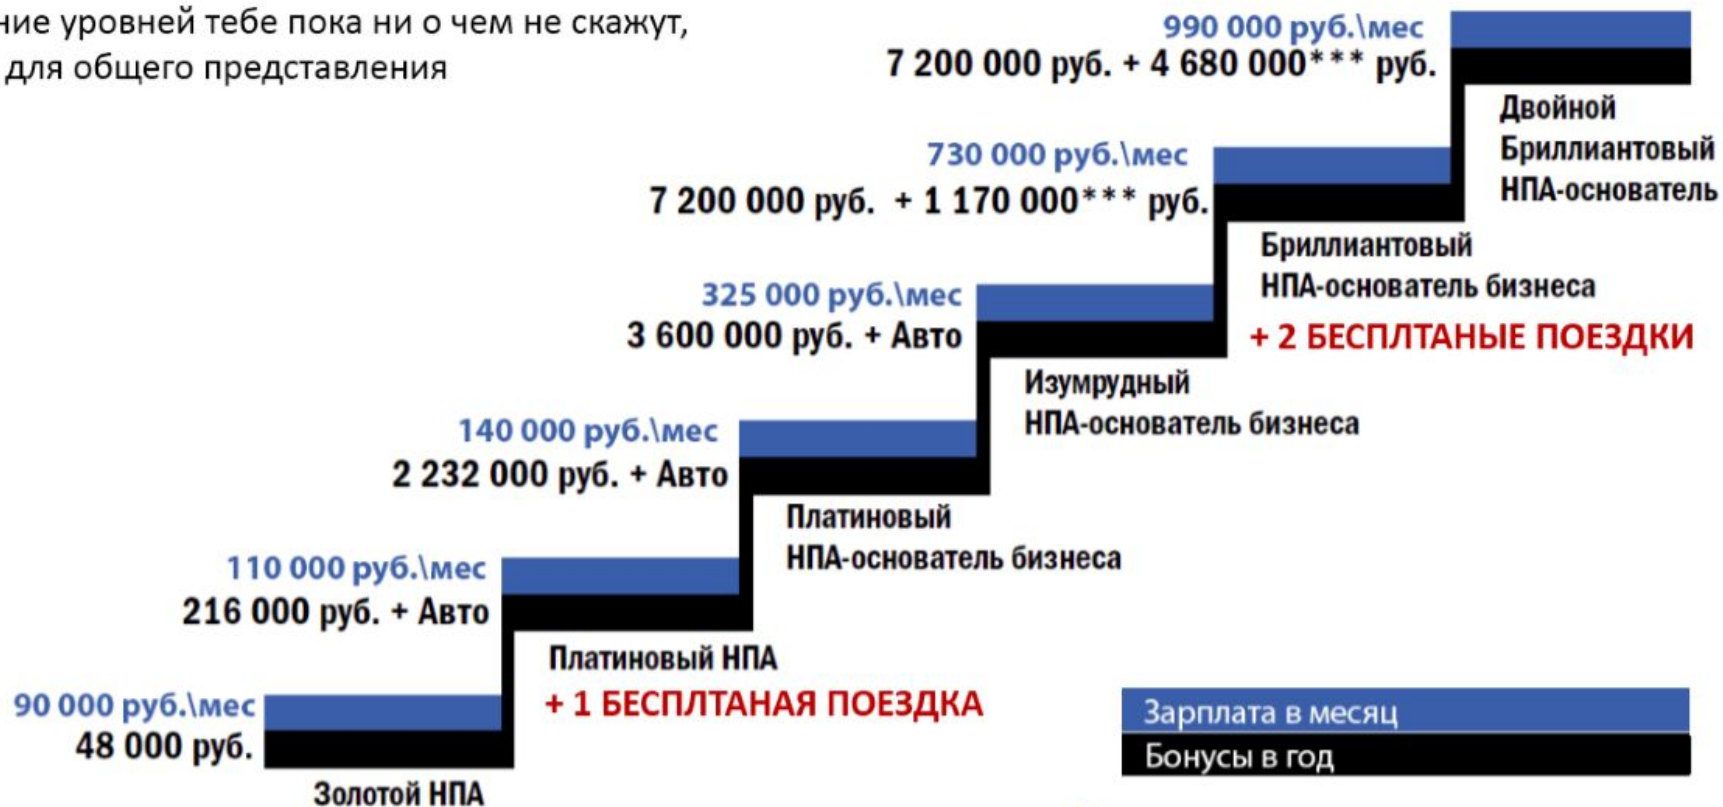 ние уровней тебе пока ни о чем не скажут,
для общего представления
990 000 руб.\мес
7 200 000 руб. + 4 680 000*** руб.
Двойной
Бриллиантовый
НПА-основатель
730 000 руб.\мес
7 200 000 руб. + 1 170 000*** руб.
Бриллиантовый
НПА-основатель бизнеса
+ 2 БЕСПЛТАНЫЕ ПОЕЗДКИ
325 000 руб.\мес
3 600 000 руб. + Авто
Изумрудный
НПА-основатель бизнеса
140 000 руб.\мес
2 232 000 руб. + Авто
Платиновый
НПА-основатель бизнеса
110 000 руб.\мес
216 000 руб. + Авто
Платиновый НПА
+ 1 БЕСПЛТАНАЯ ПОЕЗДКА
90 000 руб.\мес
48 000 руб.
Золотой НПА
Зарплата в месяц
Бонусы в год